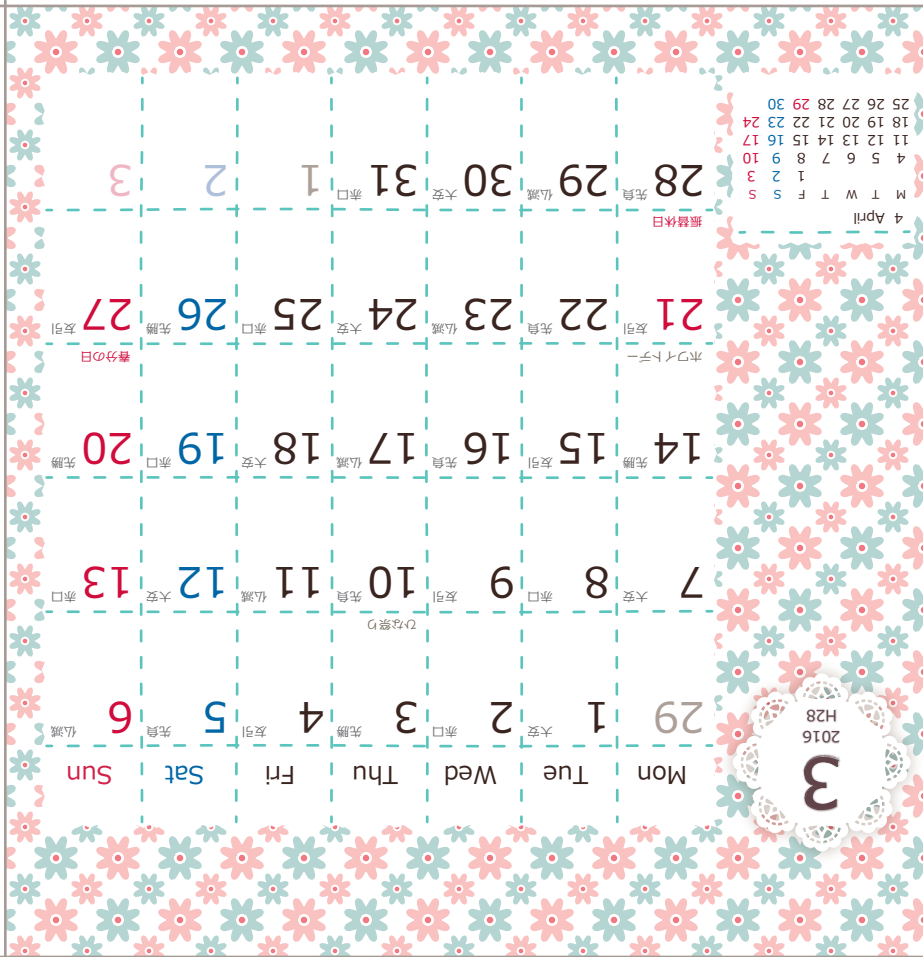 3
2016
H28
Mon Tue Wed Thu Fri Sat Sun
29 1 大安 2 赤口 3 先勝 4 友引 5 先負 6 仏滅
ひな祭り
7 大安 8 赤口 9 友引 10 先負 11 仏滅 12 大安 13 赤口
14 先勝 15 友引 16 先負 17 仏滅 18 大安 19 赤口 20 先勝
ホワイトデー 春分の日
21 友引 22 先負 23 仏滅 24 大安 25 赤口 26 先勝 27 友引
振替休日
28 先負 29 仏滅 30 大安 31 赤口 1 2 3
4 April
M T W T F S S
1 2 3
4 5 6 7 8 9 10
11 12 13 14 15 16 17
18 19 20 21 22 23 24
25 26 27 28 29 30